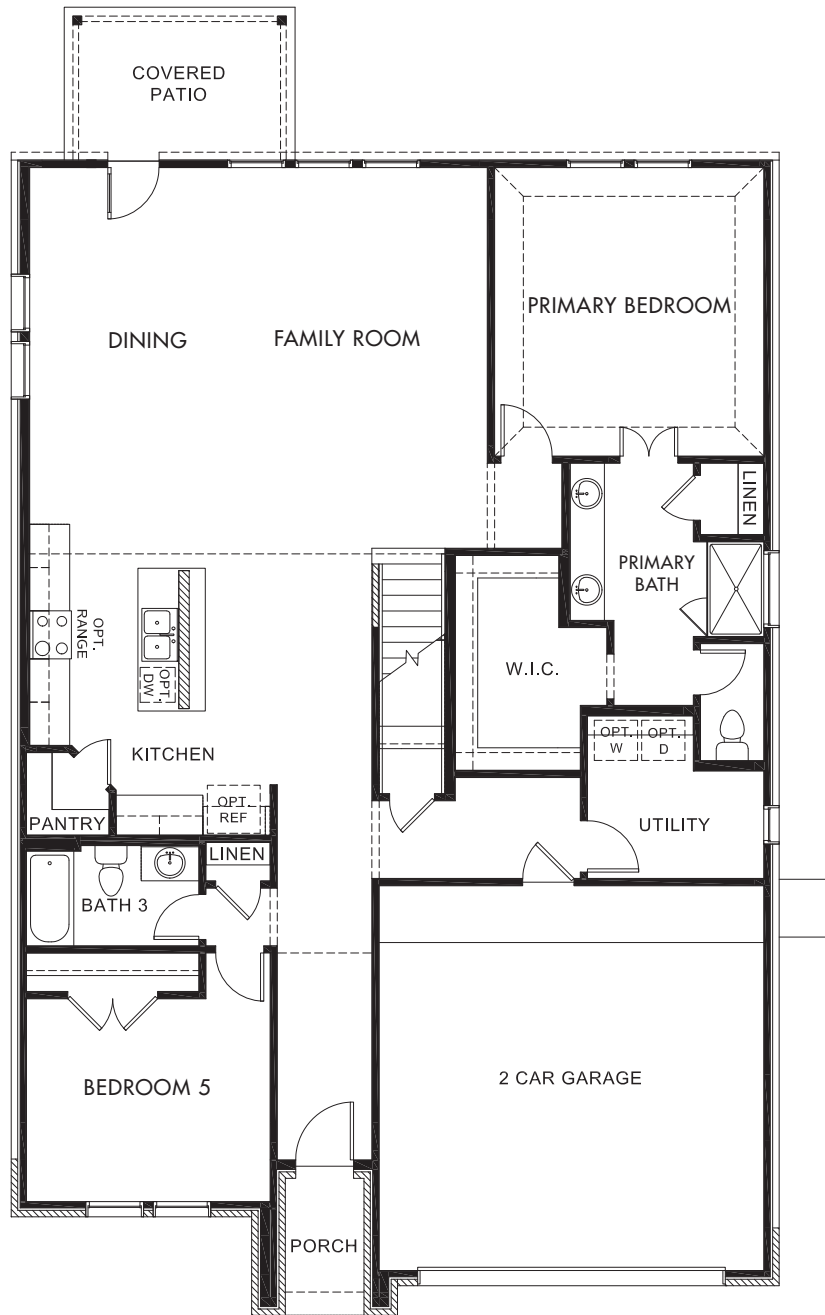 COVERED
PATIO
PRIMARY BEDROOM
DINING
FAMILY ROOM
LINEN
PRIMARY
BATH
OPT.
RANGE
W.I.C.
OPT.
DW
OPT.
W
OPT.
D
KITCHEN
OPT.
REF
PANTRY
UTILITY
LINEN
BATH 3
2 CAR GARAGE
BEDROOM 5
PORCH